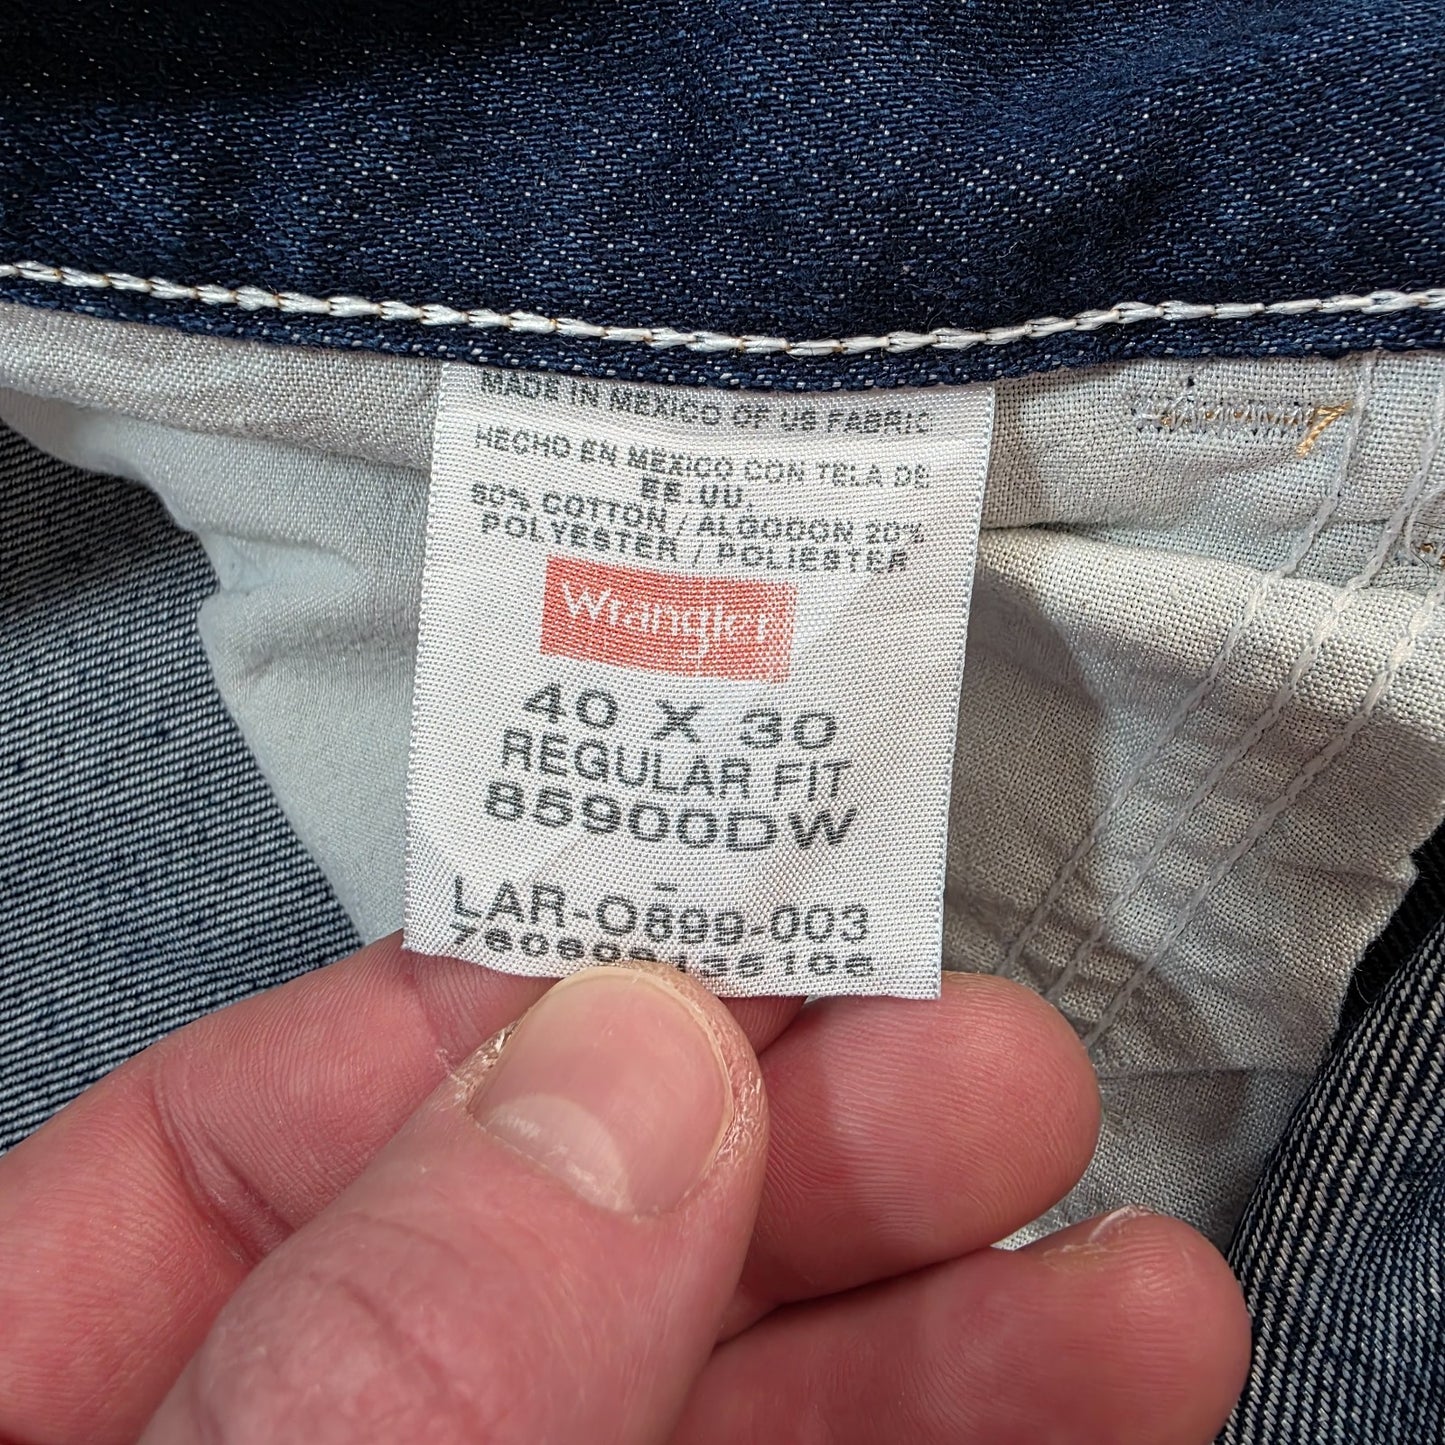 MADE IN MEXICO OF US FABRIC
HECHO EN MEXICO CON TELA DE
EE.UU.
80% COTTON / ALGODON 20%
POLYESTER / POLIESTER
Wrangler
40 X 30
REGULAR FIT
85900DW
-
LAR-O899-003